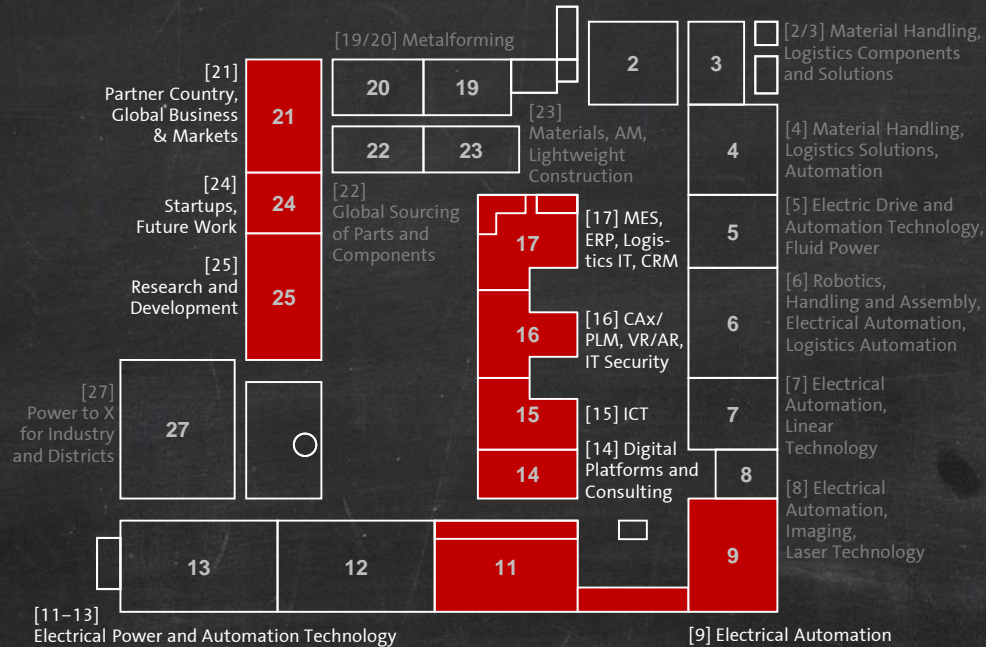 [19/20] Metalforming
[2/3] Material Handling,
Logistics Components
and Solutions
2
3
[21]
Partner Country,
Global Business
& Markets
21
20
19
[23]
Materials, AM,
Lightweight
Construction
22
23
4
[4] Material Handling,
Logistics Solutions,
Automation
[24]
Startups,
Future Work
24
[22]
Global Sourcing
of Parts and
Components
[25]
Research and
Development
25
17
[17] MES,
ERP, Logis-
tics IT, CRM
5
[5] Electric Drive and
Automation Technology,
Fluid Power
16
[16] CAx/
PLM, VR/AR,
IT Security
6
[6] Robotics,
Handling and Assembly,
Electrical Automation,
Logistics Automation
[27]
Power to X
for Industry
and Districts
27
15
[15] ICT
7
[7] Electrical
Automation,
Linear
Technology
14
[14] Digital
Platforms and
Consulting
8
[8] Electrical
Automation,
Imaging,
Laser Technology
13
12
11
9
[11–13]
Electrical Power and Automation Technology
[9] Electrical Automation